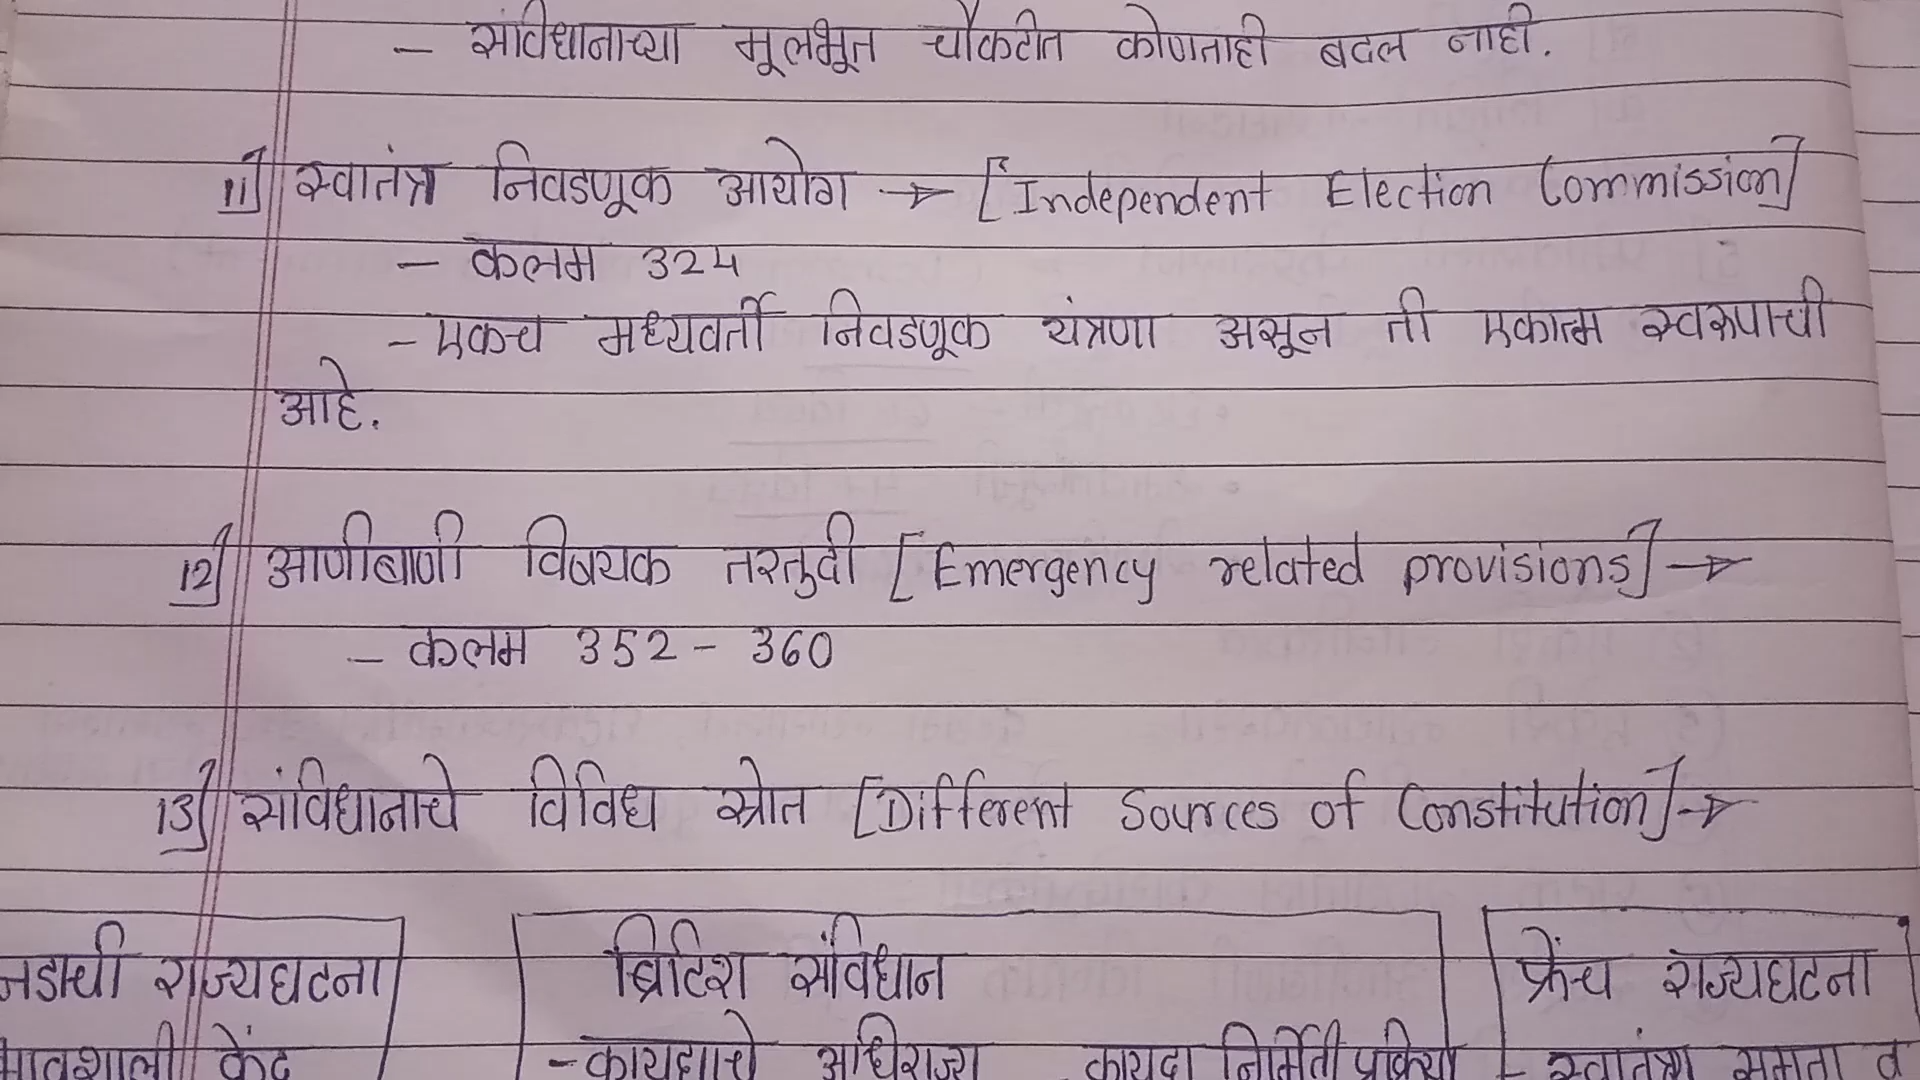 - संविधानाच्या मूलभूत चौकटीत कोणताही बदल नाही.
11] स्वातंत्र निवडणूक आयोग → [Independent Election Commission]
- कलम 324
- एकच मध्यवर्ती निवडणूक यंत्रणा असून ती एकात्म स्वरुपाची
आहे.
12] आणीबाणी विषयक तरतुदी [Emergency related provisions] →
- कलम 352 - 360
13] संविधानाचे विविध स्रोत [Different Sources of Constitution] →
राज्यघटना ब्रिटिश संविधान फ्रेंच राज्यघटना
केंद्र - कायद्याचे अधिराज्य कायदा निर्मिती प्रक्रिया - स्वातंत्र्य समता व